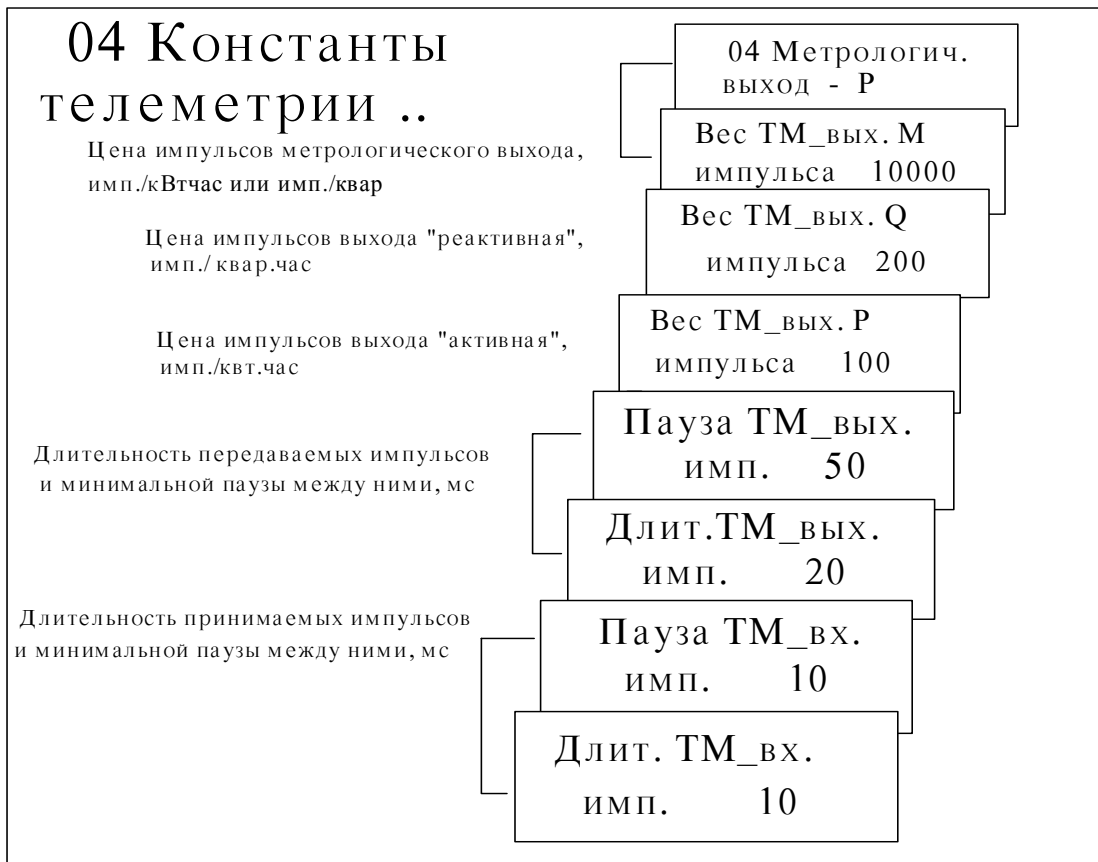 04 Константы
телеметрии ..
04 Метрологич.
выход - P
Цена импульсов метрологического выхода,
имп./кВтчас или имп./квар
Вес ТМ_вых. М
импульса 10000
Цена импульсов выхода "реактивная",
имп./ квар.час
Вес ТМ_вых. Q
импульса 200
Цена импульсов выхода "активная",
имп./квт.час
Вес ТМ_вых. P
импульса 100
Длительность передаваемых импульсов
и минимальной паузы между ними, мс
Пауза ТМ_вых.
имп. 50
Длит.ТМ_вых.
имп. 20
Длительность принимаемых импульсов
и минимальной паузы между ними, мс
Пауза ТМ_вх.
имп. 10
Длит. ТМ_вх.
имп. 10